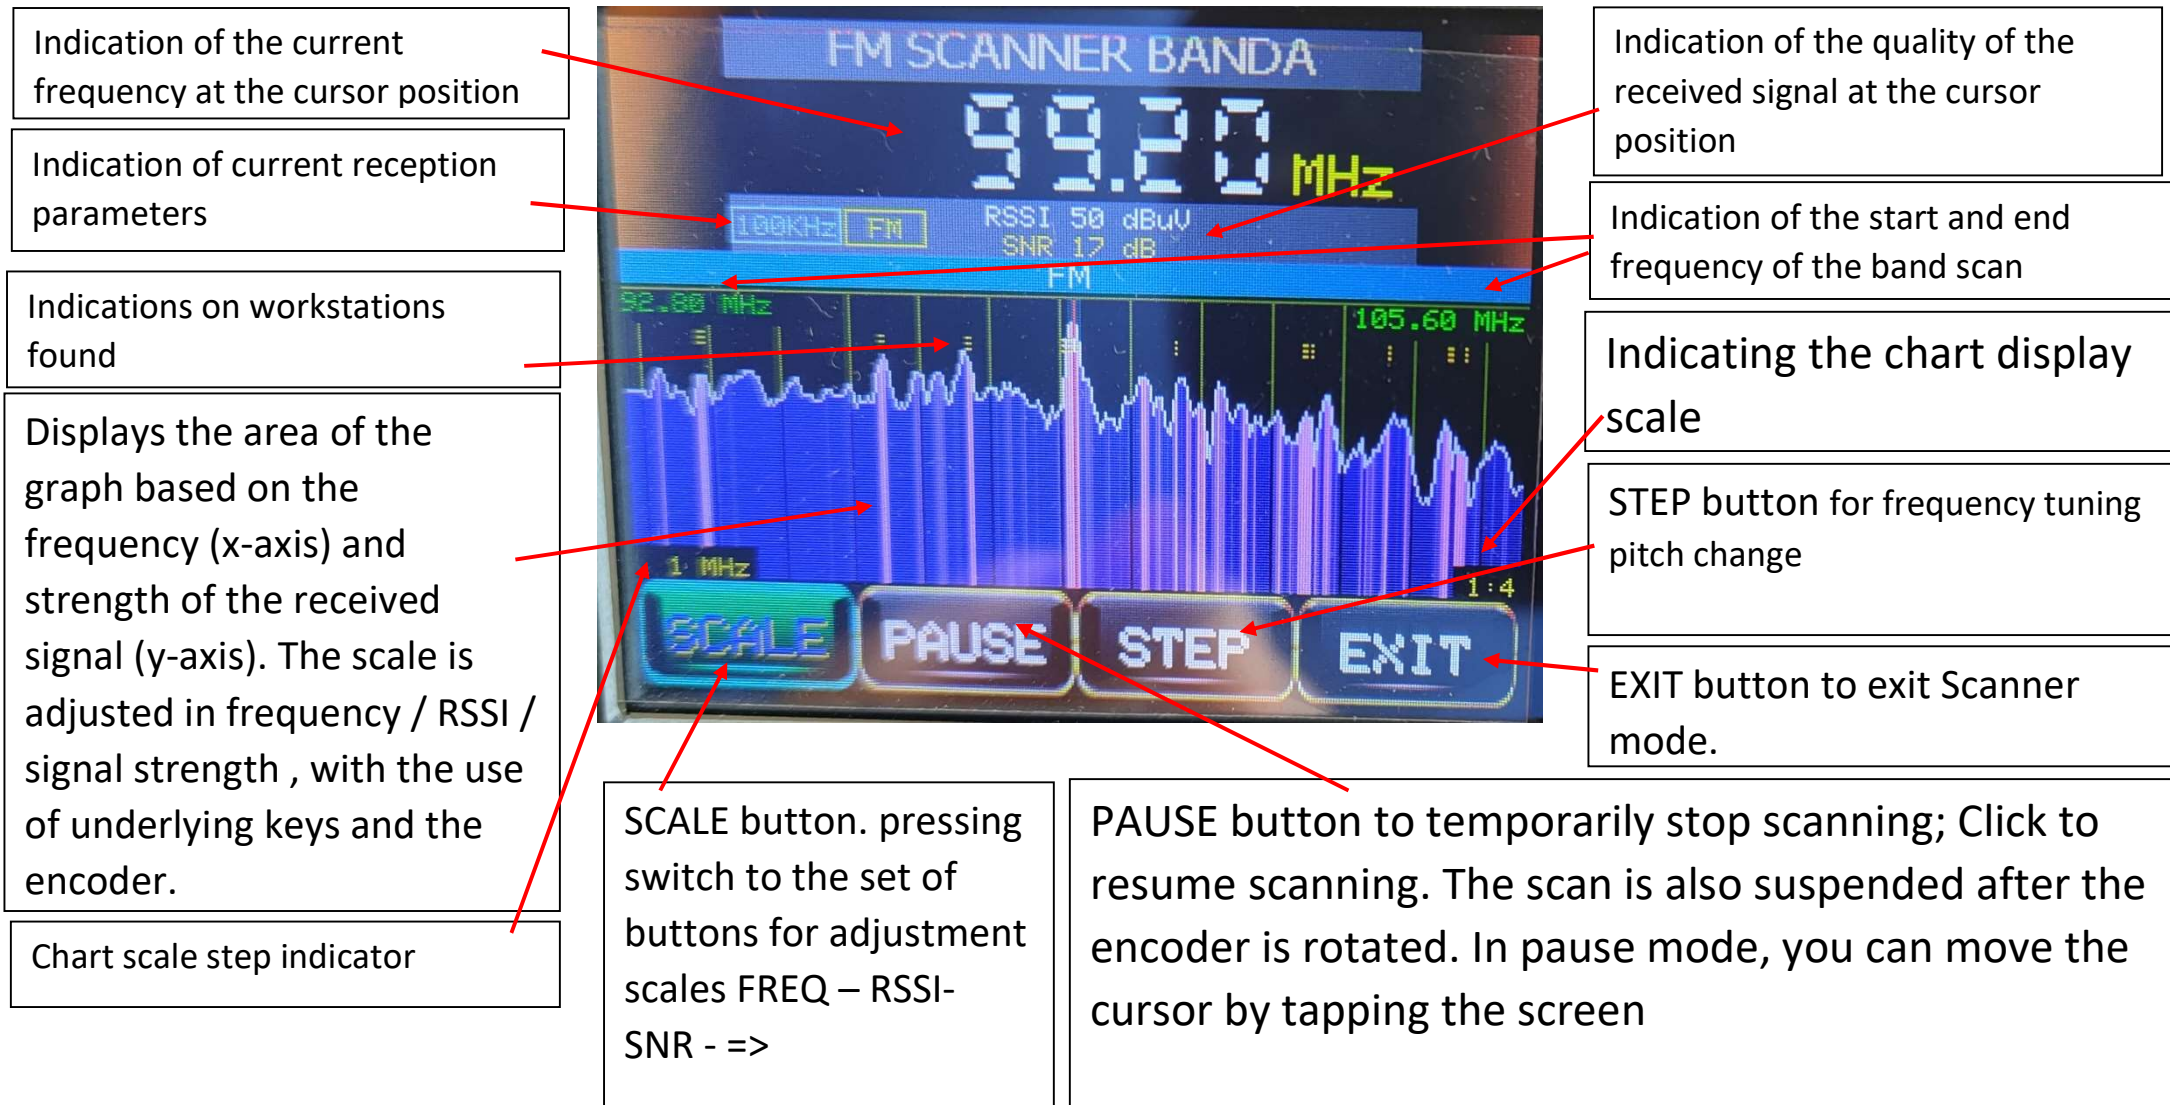 Indication of the current
frequency at the cursor position
Indication of current reception
parameters
Indications on workstations
found
Displays the area of the
graph based on the
frequency (x-axis) and
strength of the received
signal (y-axis). The scale is
adjusted in frequency / RSSI /
signal strength , with the use
of underlying keys and the
encoder.
Chart scale step indicator
FM SCANNER BANDA
99.20 MHz
100KHz FM
RSSI 50 dBuV
SNR 17 dB
FM
92.80 MHz
105.60 MHz
1 MHz
1:4
SCALE PAUSE STEP EXIT
SCALE button. pressing
switch to the set of
buttons for adjustment
scales FREQ – RSSI-
SNR - =>
PAUSE button to temporarily stop scanning; Click to
resume scanning. The scan is also suspended after the
encoder is rotated. In pause mode, you can move the
cursor by tapping the screen
Indication of the quality of the
received signal at the cursor
position
Indication of the start and end
frequency of the band scan
Indicating the chart display
scale
STEP button for frequency tuning
pitch change
EXIT button to exit Scanner
mode.